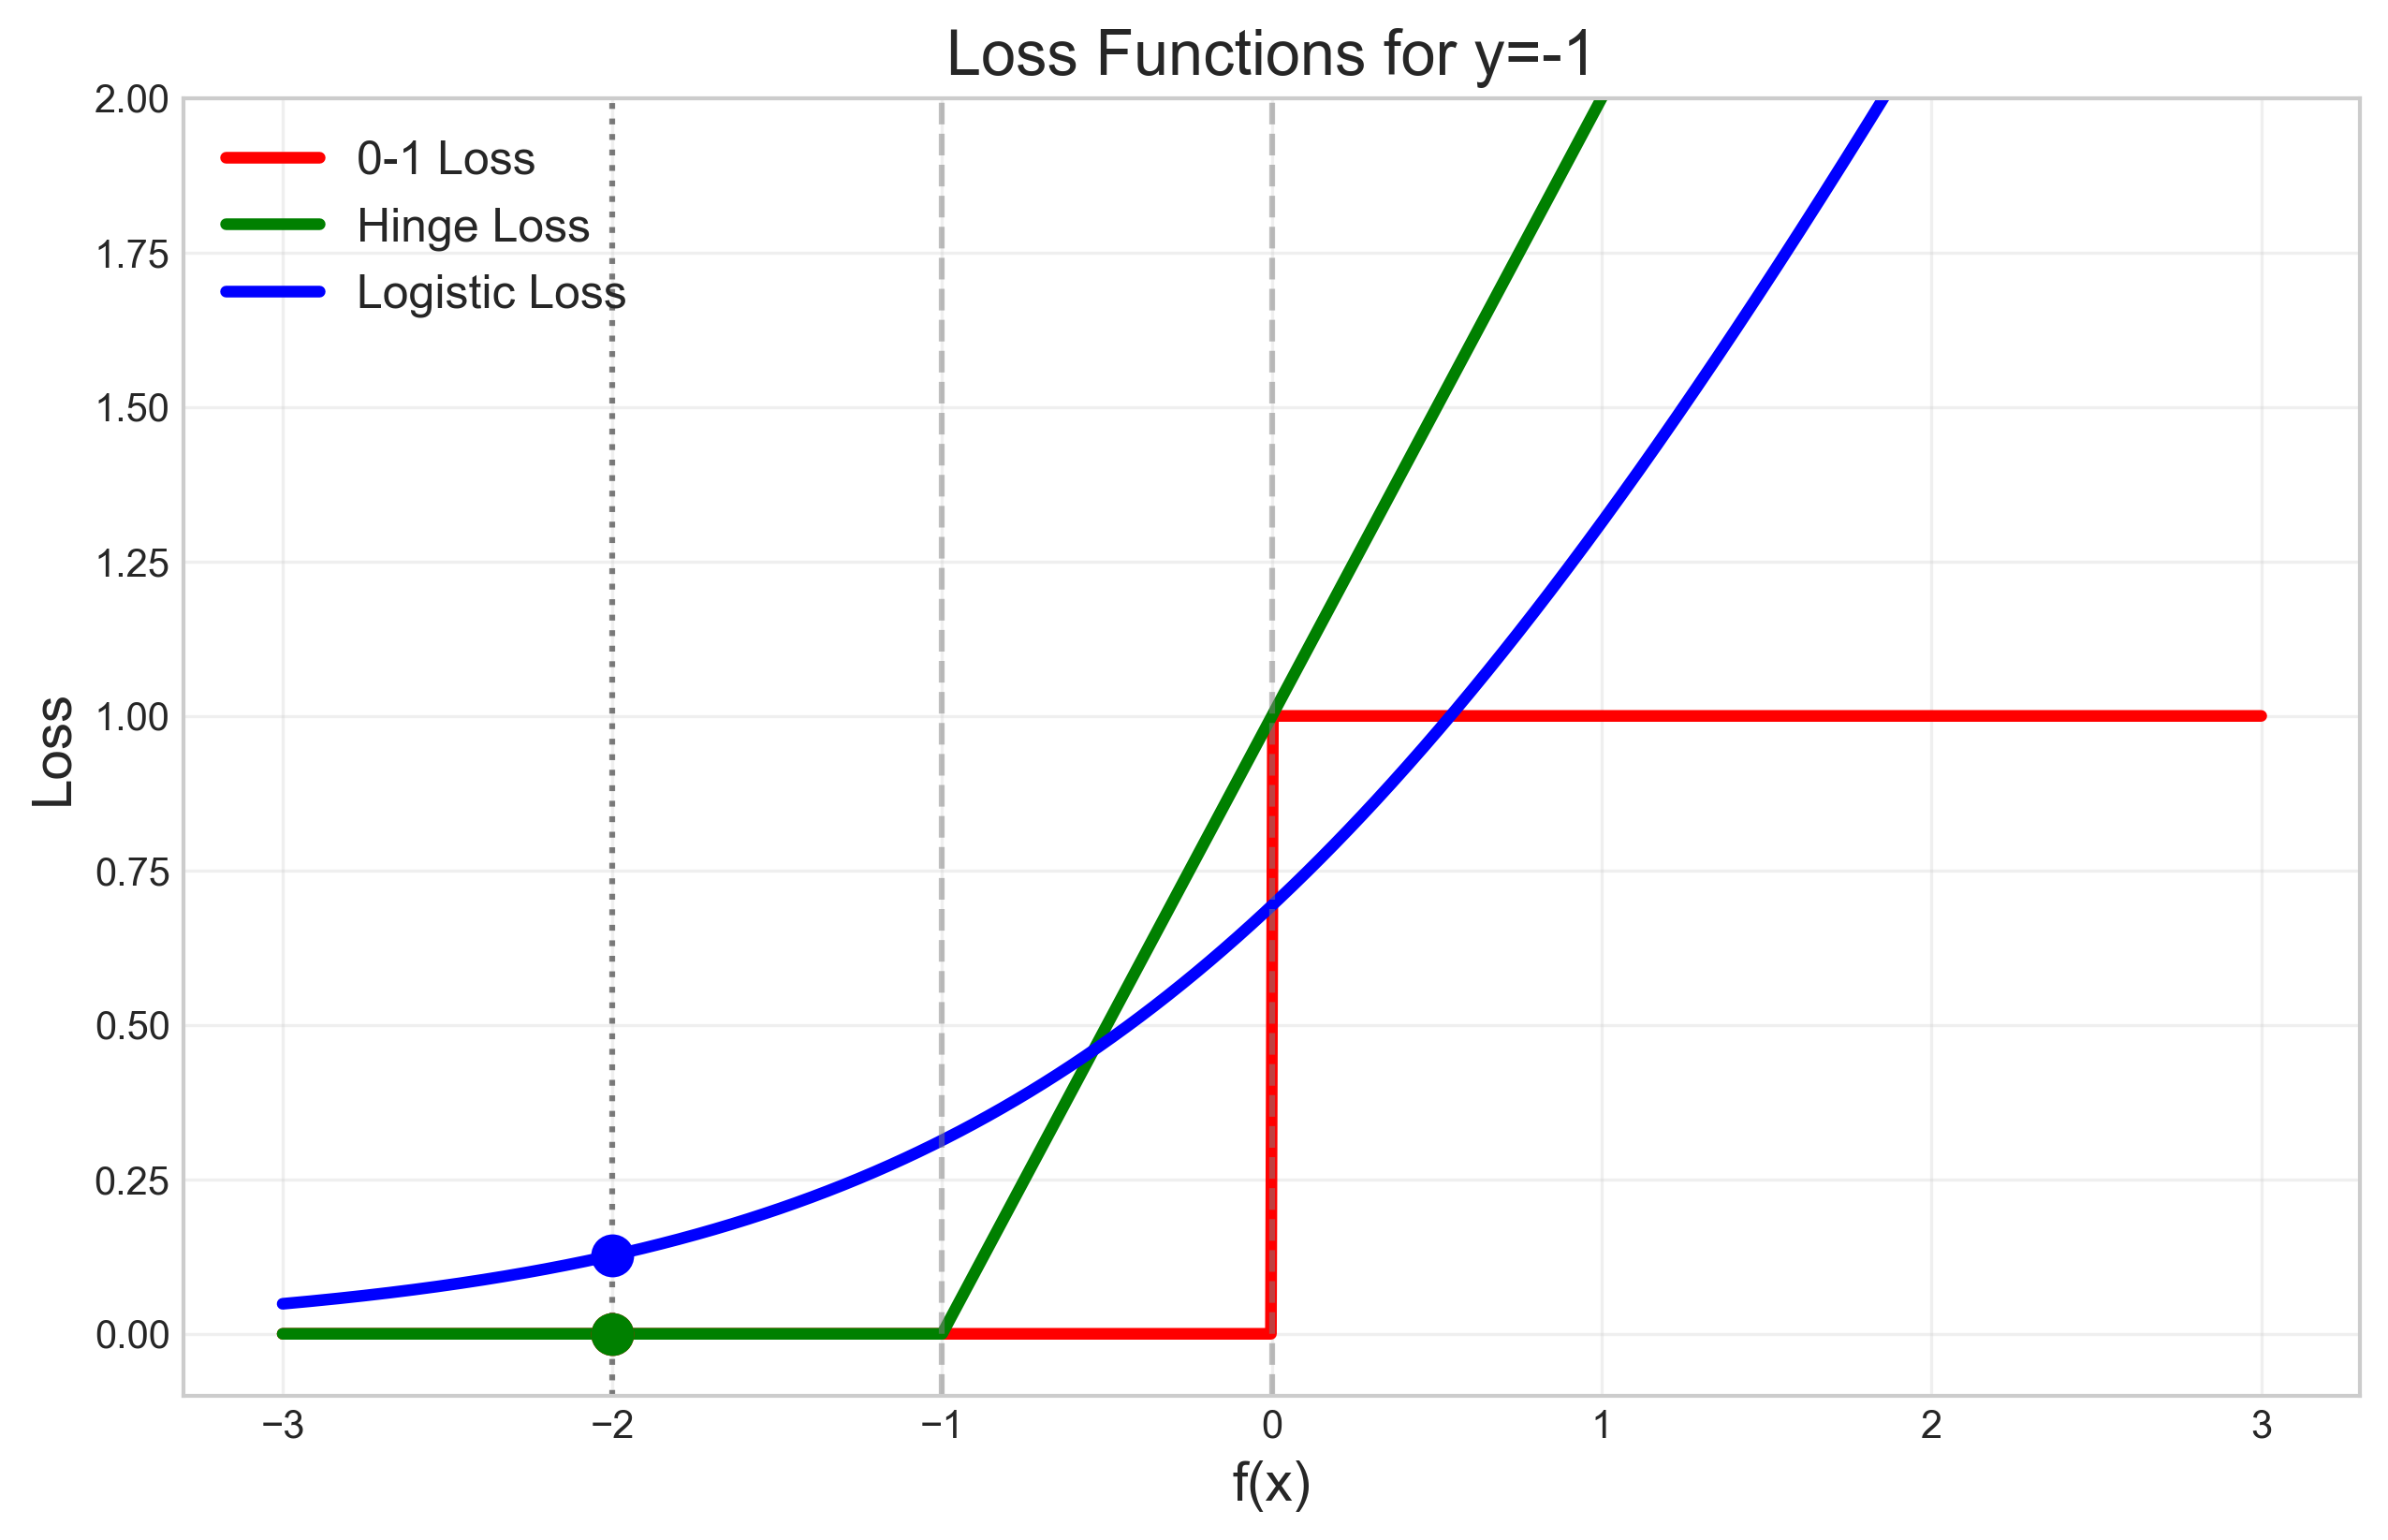 Loss Functions for y=-1
2.00
1.75
1.50
1.25
1.00
0.75
0.50
0.25
0.00
Loss
0-1 Loss
Hinge Loss
Logistic Loss
−3 −2 −1 0 1 2 3
f(x)